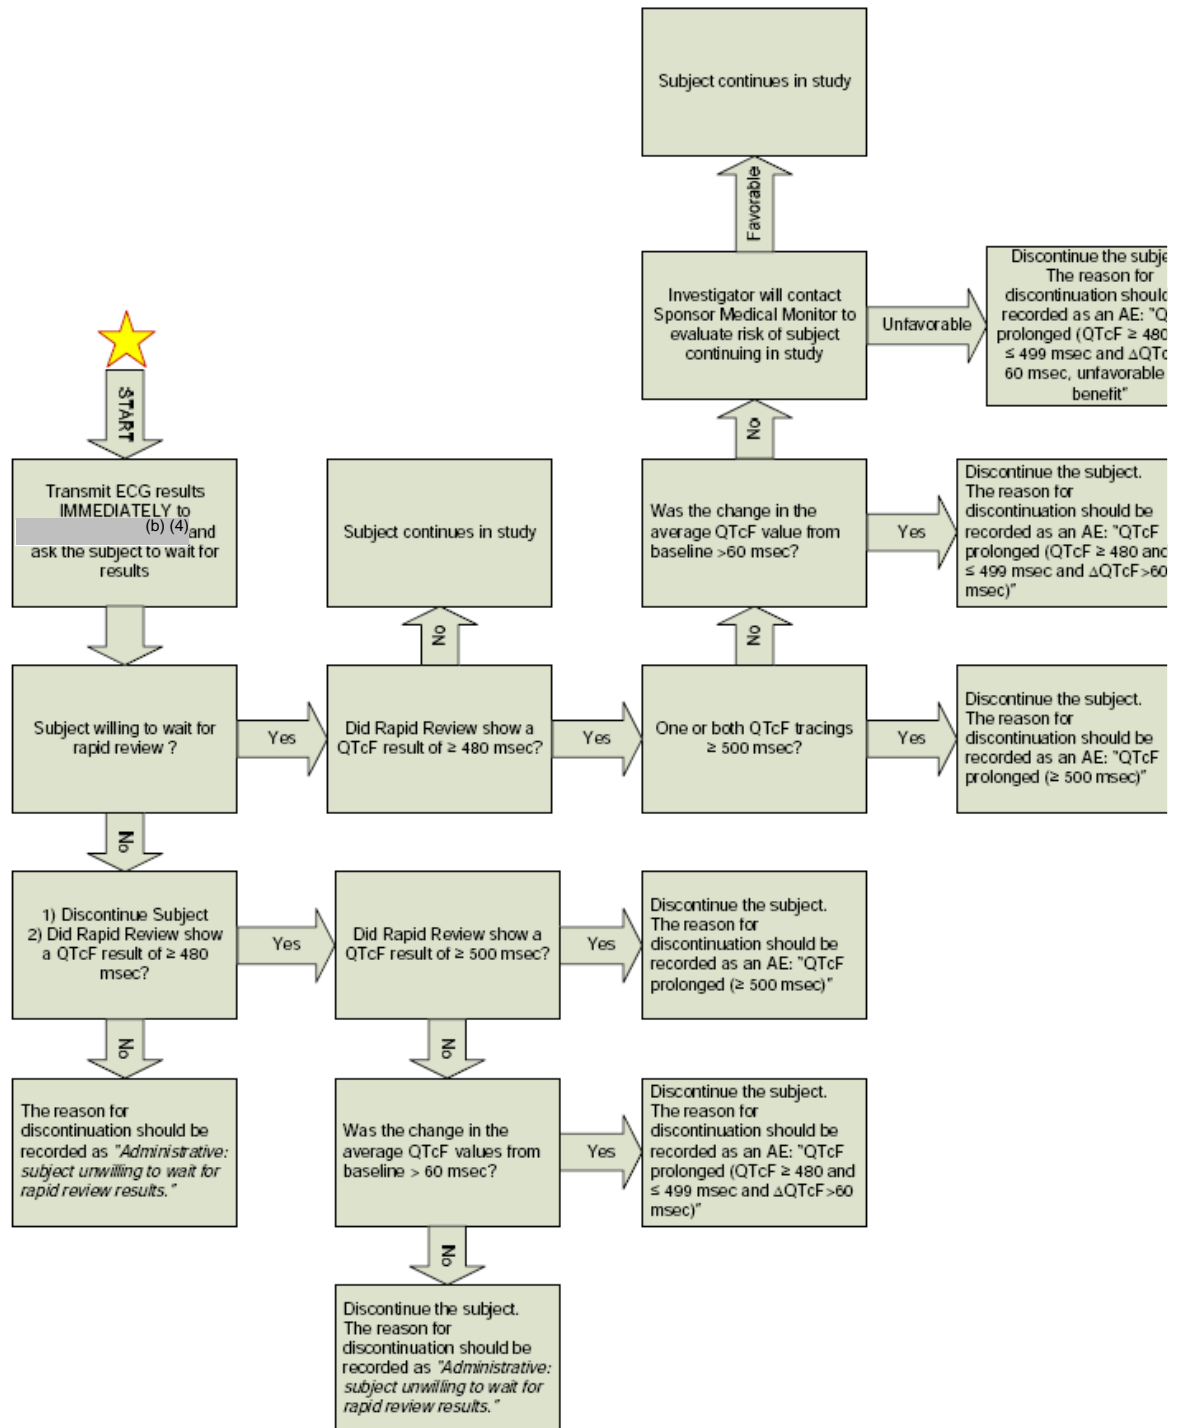 Subject continues in study
Favorable
Investigator will contact
Sponsor Medical Monitor to
evaluate risk of subject
continuing in study
Unfavorable
Discontinue the
The reason for
discontinuation
recorded as an AE:
prolonged (QTcF ≥ 480
≤ 499 msec and
60 msec, unfavorable
benefit"
START
Transmit ECG results
IMMEDIATELY to
(b) (4) and
ask the subject to wait for
results
Subject continues in study
No
Was the change in the
average QTcF value from
baseline >60 msec?
Yes
Discontinue the subject.
The reason for
discontinuation should be
recorded as an AE: "QTcF
prolonged (QTcF ≥ 480 and
≤ 499 msec and ∆QTcF>60
msec)"
No
No
Subject willing to wait for
rapid review ?
Yes
Did Rapid Review show a
QTcF result of ≥ 480 msec?
Yes
One or both QTcF tracings
≥ 500 msec?
Yes
Discontinue the subject.
The reason for
discontinuation should be
recorded as an AE: "QTcF
prolonged (≥ 500 msec)"
No
1) Discontinue Subject
2) Did Rapid Review show
a QTcF result of ≥ 480
msec?
Yes
Did Rapid Review show a
QTcF result of ≥ 500 msec?
Yes
Discontinue the subject.
The reason for
discontinuation should be
recorded as an AE: "QTcF
prolonged (≥ 500 msec)"
No
No
The reason for
discontinuation should be
recorded as "Administrative:
subject unwilling to wait for
rapid review results."
Was the change in the
average QTcF values from
baseline > 60 msec?
Yes
Discontinue the subject.
The reason for
discontinuation should be
recorded as an AE: "QTcF
prolonged (QTcF ≥ 480 and
≤ 499 msec and ∆QTcF>60
msec)"
No
Discontinue the subject.
The reason for
discontinuation should be
recorded as "Administrative:
subject unwilling to wait for
rapid review results."